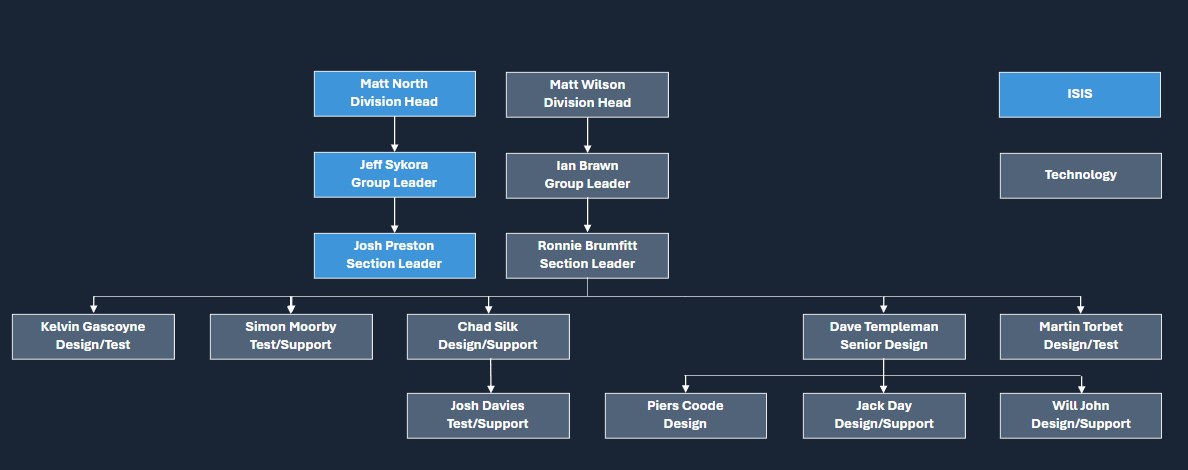 Matt North
Division Head
Matt Wilson
Division Head
ISIS
Jeff Sykora
Group Leader
Ian Brawn
Group Leader
Technology
Josh Preston
Section Leader
Ronnie Brumfitt
Section Leader
Kelvin Gascoyne
Design/Test
Simon Moorby
Test/Support
Chad Silk
Design/Support
Dave Templeman
Senior Design
Martin Torbet
Design/Test
Josh Davies
Test/Support
Piers Coode
Design
Jack Day
Design/Support
Will John
Design/Support